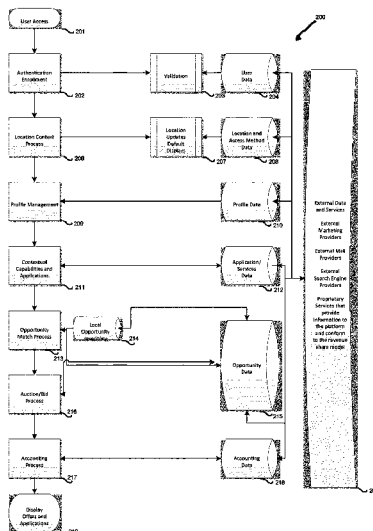 200
User Access
201
Authentication
Enrollment
202
Validation
203
User
Data
204
Location Context
Process
206
Location
Updates
Default
207
Location and
Access Method
Data
208
Profile Management
209
Profile Data
210
Contextual
Capabilities and
Applications
211
Application/
Services Data
212
Opportunity
Match Process
213
Local
Opportunity
214
Opportunity
Data
215
Auction/Bid
Process
216
Accounting
Process
217
Accounting
Data
Display
Offers and
Applications
External Data
and Services
External
Marketing
Providers
External
Providers
External
Search Engine
Providers
Proprietary
Services that
provide
information to
the platform
and conform
to the revenue
share model